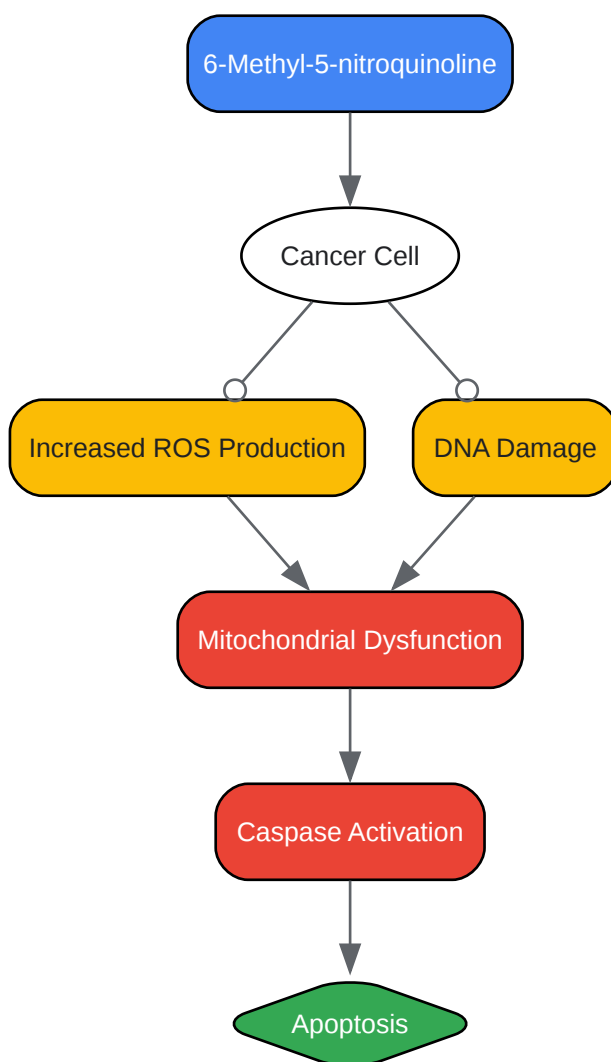 6-Methyl-5-nitroquinoline
Cancer Cell
Increased ROS Production
DNA Damage
Mitochondrial Dysfunction
Caspase Activation
Apoptosis